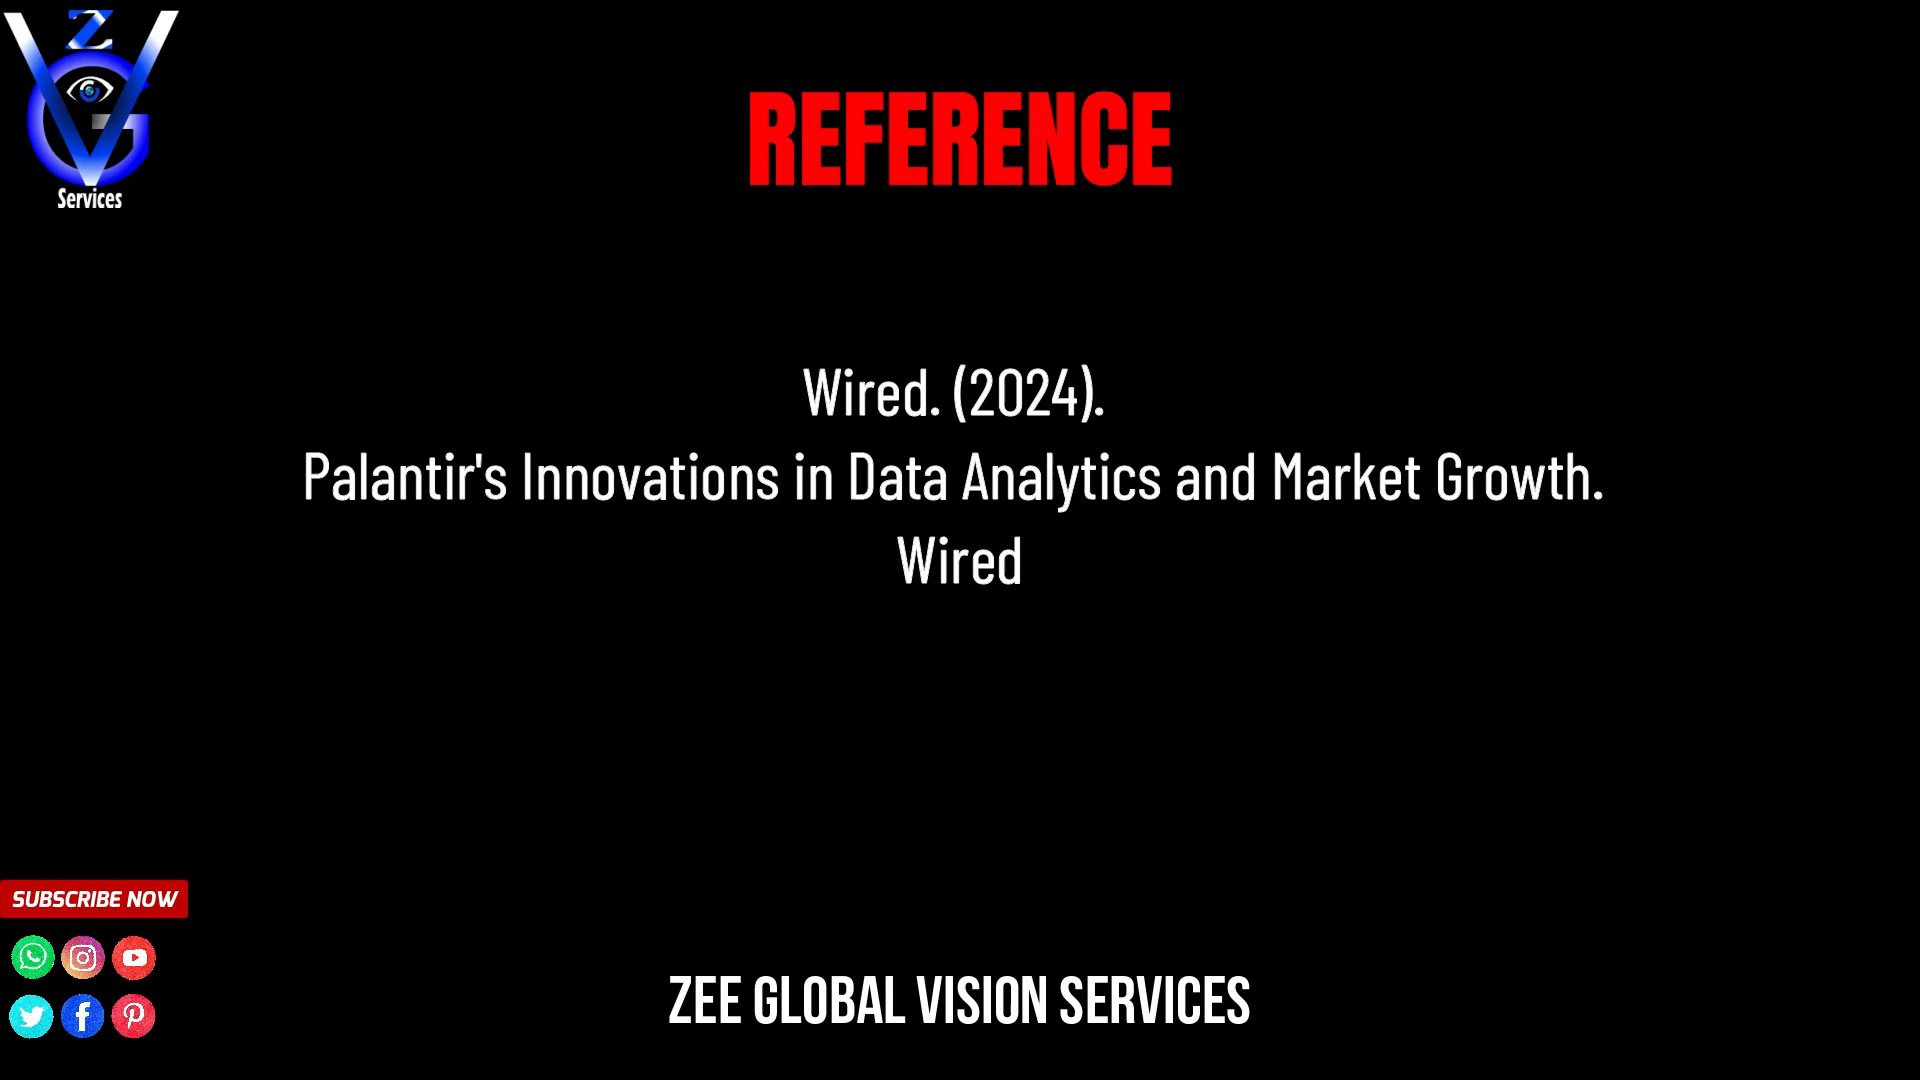 Z
V
G
Services
REFERENCE
Wired. (2024).
Palantir's Innovations in Data Analytics and Market Growth.
Wired
SUBSCRIBE NOW
ZEE GLOBAL VISION SERVICES